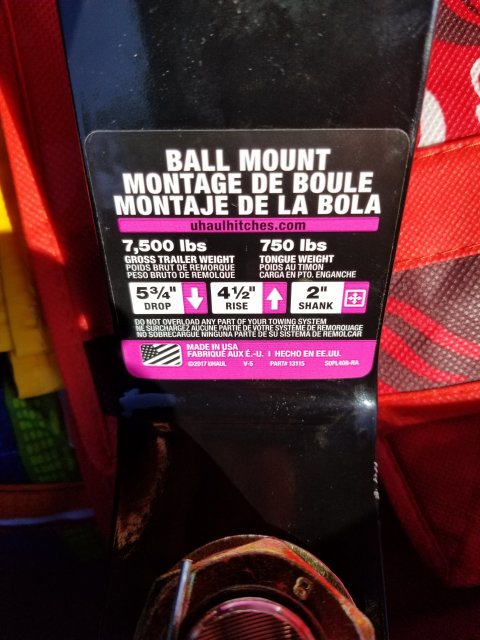 BALL MOUNT
MONTAGE DE BOULE
MONTAJE DE LA BOLA
uhaulhitches.com
7,500 lbs 750 lbs
GROSS TRAILER WEIGHT TONGUE WEIGHT
POIDS BRUT DE REMORQUE POIDS AU TIMON
PESO BRUTO DE REMOLQUE CARGA EN PTO. ENGANCHE
5¾" 4½" 2"
DROP RISE SHANK
DO NOT OVERLOAD ANY PART OF YOUR TOWING SYSTEM
NE SURCHARGEZ AUCUNE PARTIE DE VOTRE SYSTÈME DE REMORQUAGE
NO SOBRECARGUE NINGUNA PARTE DE SU SISTEMA DE REMOLCAR
MADE IN USA
FABRIQUÉ AUX É.-U. I HECHO EN EE.UU.
©2017 UHAUL V-5 PART# 13115 SDPL40B-RA
8